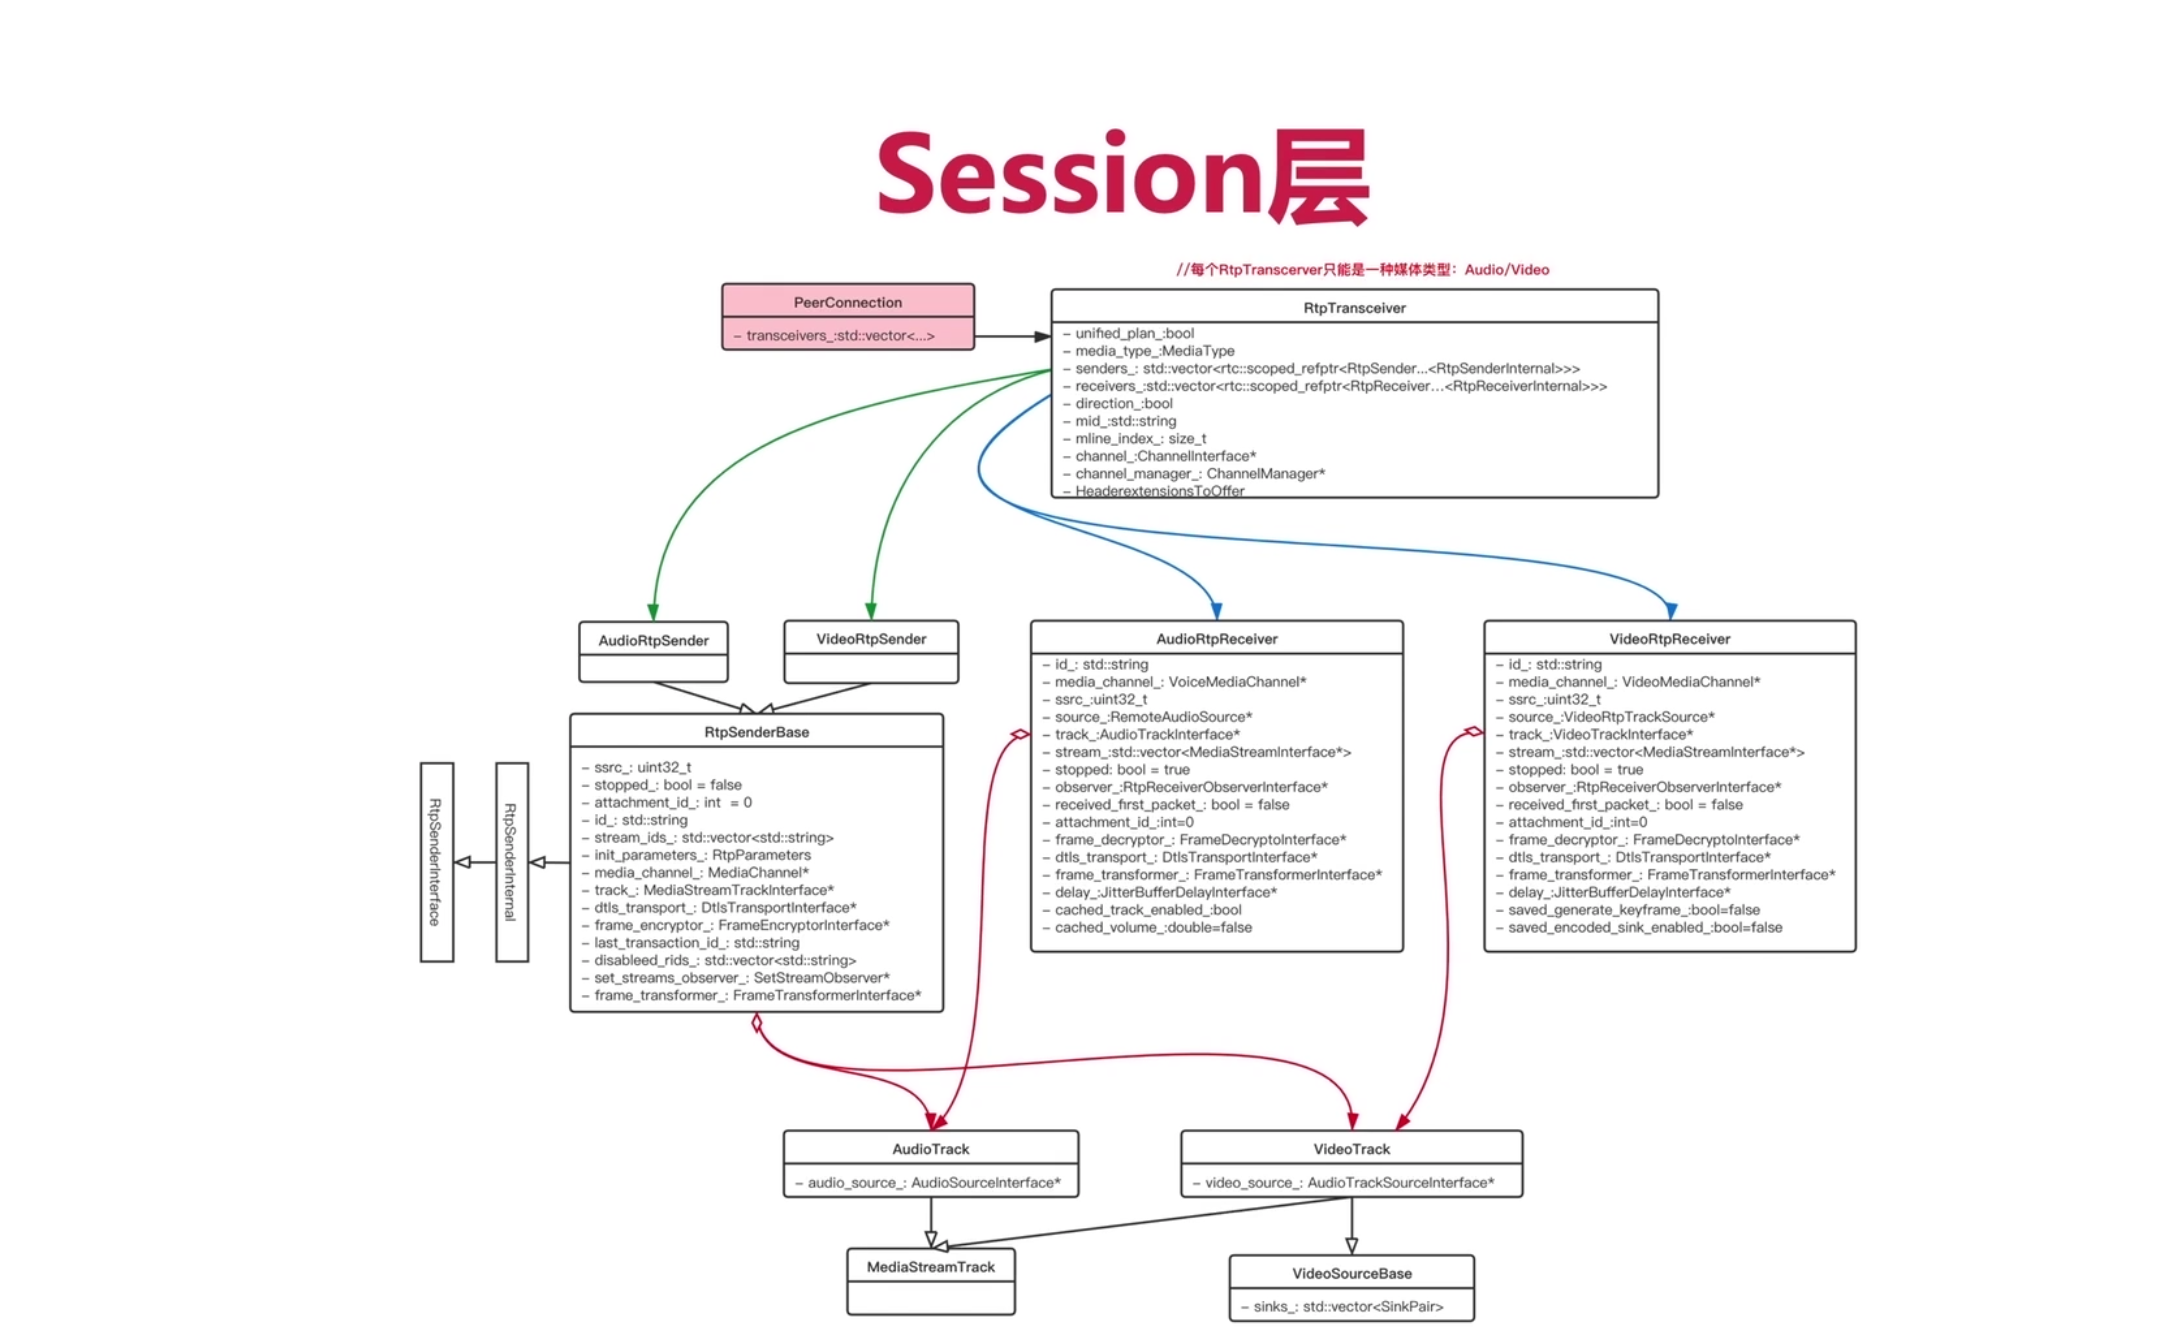 Session层
//每个RtpTranscerver只能是一种媒体类型：Audio/Video
PeerConnection
– transceivers_:std::vector<...>
RtpTransceiver
– unified_plan_:bool
– media_type_:MediaType
– senders_: std::vector<rtc::scoped_refptr<RtpSender...<RtpSenderInternal>>>
– receivers_:std::vector<rtc::scoped_refptr<RtpReceiver...<RtpReceiverInternal>>>
– direction_:bool
– mid_:std::string
– mline_index_: size_t
– channel_:ChannelInterface*
– channel_manager_: ChannelManager*
– HeaderextensionsToOffer
AudioRtpSender
VideoRtpSender
RtpSenderBase
– ssrc_: uint32_t
– stopped_: bool = false
– attachment_id_: int = 0
– id_: std::string
– stream_ids_: std::vector<std::string>
– init_parameters_: RtpParameters
– media_channel_: MediaChannel*
– track_: MediaStreamTrackInterface*
– dtls_transport_: DtlsTransportInterface*
– frame_encryptor_: FrameEncryptorInterface*
– last_transaction_id_: std::string
– disableed_rids_: std::vector<std::string>
– set_streams_observer_: SetStreamObserver*
– frame_transformer_: FrameTransformerInterface*
RtpSenderInterface
RtpSenderInternal
AudioRtpReceiver
– id_: std::string
– media_channel_: VoiceMediaChannel*
– ssrc_:uint32_t
– source_:RemoteAudioSource*
– track_:AudioTrackInterface*
– stream_:std::vector<MediaStreamInterface*>
– stopped: bool = true
– observer_:RtpReceiverObserverInterface*
– received_first_packet_: bool = false
– attachment_id_:int=0
– frame_decryptor_: FrameDecryptoInterface*
– dtls_transport_: DtlsTransportInterface*
– frame_transformer_: FrameTransformerInterface*
– delay_:JitterBufferDelayInterface*
– cached_track_enabled_:bool
– cached_volume_:double=false
VideoRtpReceiver
– id_: std::string
– media_channel_: VideoMediaChannel*
– ssrc_:uint32_t
– source_:VideoRtpTrackSource*
– track_:VideoTrackInterface*
– stream_:std::vector<MediaStreamInterface*>
– stopped: bool = true
– observer_:RtpReceiverObserverInterface*
– received_first_packet_: bool = false
– attachment_id_:int=0
– frame_decryptor_: FrameDecryptoInterface*
– dtls_transport_: DtlsTransportInterface*
– frame_transformer_: FrameTransformerInterface*
– delay_:JitterBufferDelayInterface*
– saved_generate_keyframe_:bool=false
– saved_encoded_sink_enabled_:bool=false
AudioTrack
– audio_source_: AudioSourceInterface*
VideoTrack
– video_source_: AudioTrackSourceInterface*
MediaStreamTrack
VideoSourceBase
– sinks_: std::vector<SinkPair>